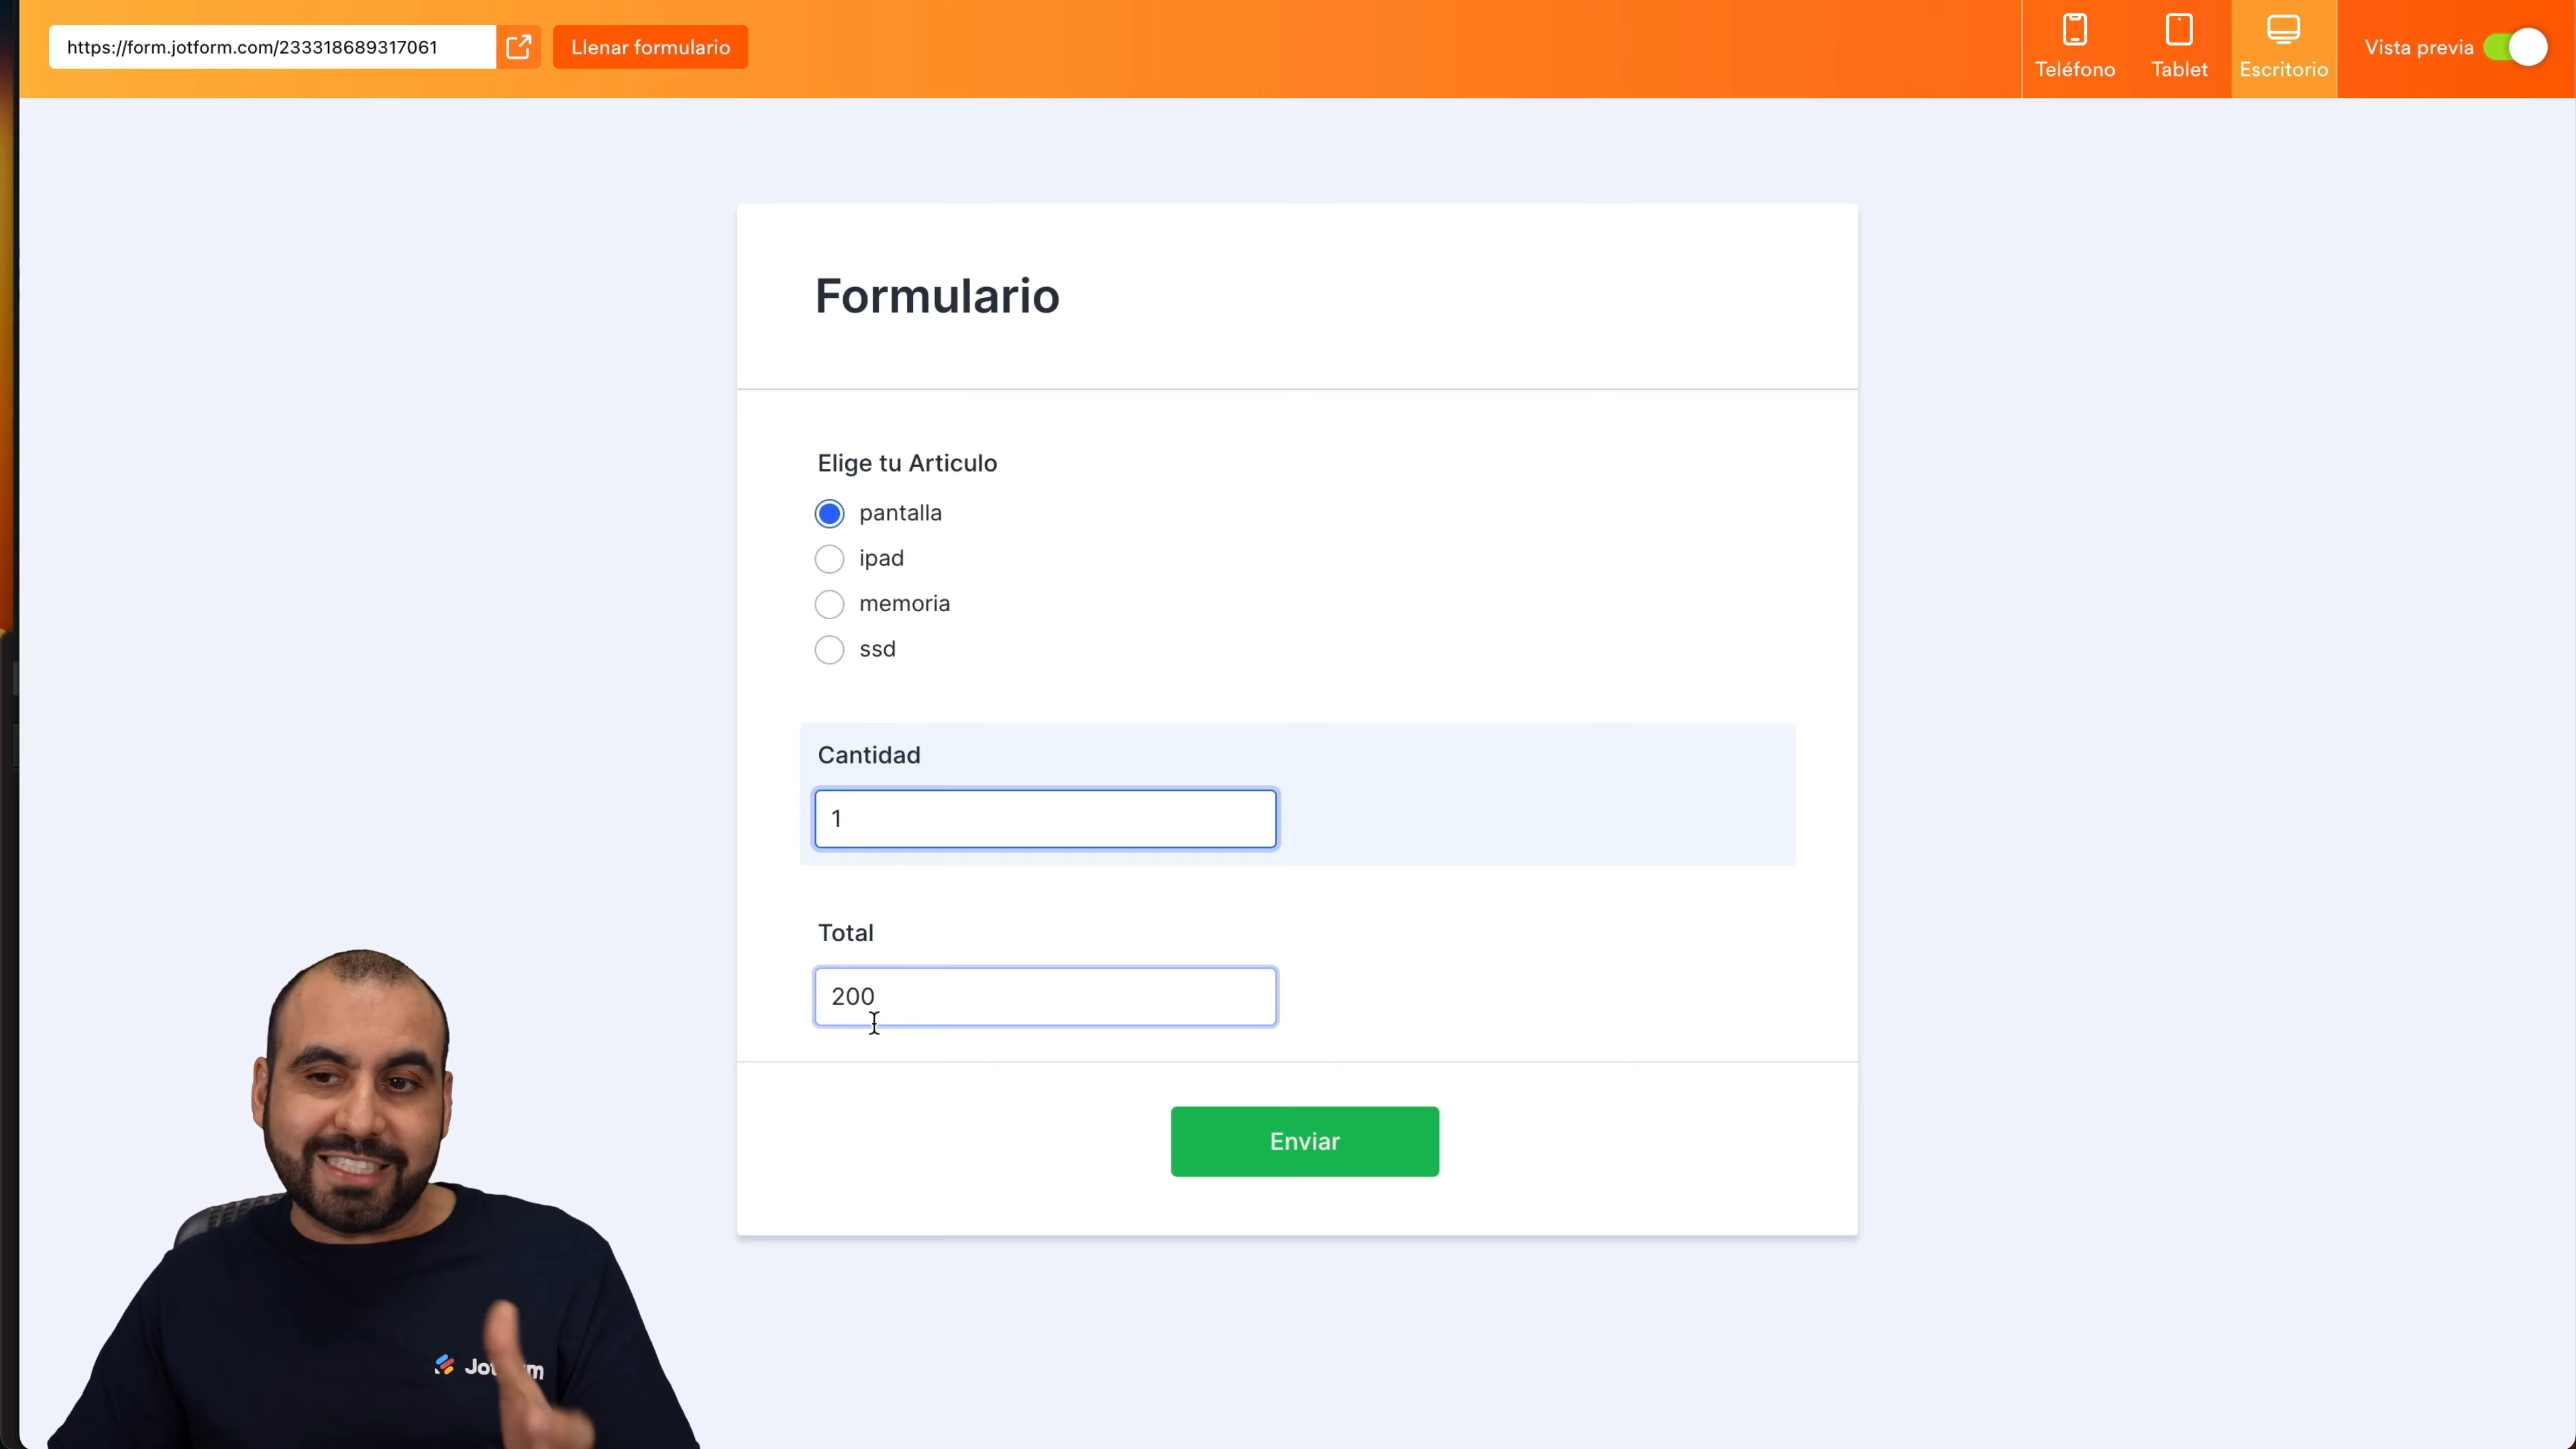 https://form.jotform.com/233318689317061
Llenar formulario
Teléfono
Tablet
Escritorio
Vista previa
Formulario
Elige tu Articulo
pantalla
ipad
memoria
ssd
Cantidad
1
Total
200
Enviar